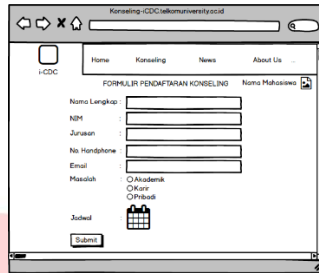 Konseling-iCDC.telkomuniversity.ac.id
i-CDC
Home Konseling News About Us ...
FORMULIR PENDAFTARAN KONSELING Nama Mahasiswa
Nama Lengkap :
NIM :
Jurusan :
No. Handphone :
Email :
Masalah : Akademik
Karir
Pribadi
Jadwal :
Submit